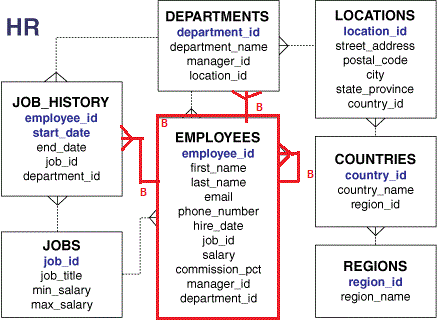 HR
DEPARTMENTS
department_id
department_name
manager_id
location_id
LOCATIONS
location_id
street_address
postal_code
city
state_province
country_id
JOB_HISTORY
employee_id
start_date
end_date
job_id
department_id
B
B
B
B
EMPLOYEES
employee_id
first_name
last_name
email
phone_number
hire_date
job_id
salary
commission_pct
manager_id
department_id
COUNTRIES
country_id
country_name
region_id
JOBS
job_id
job_title
min_salary
max_salary
REGIONS
region_id
region_name